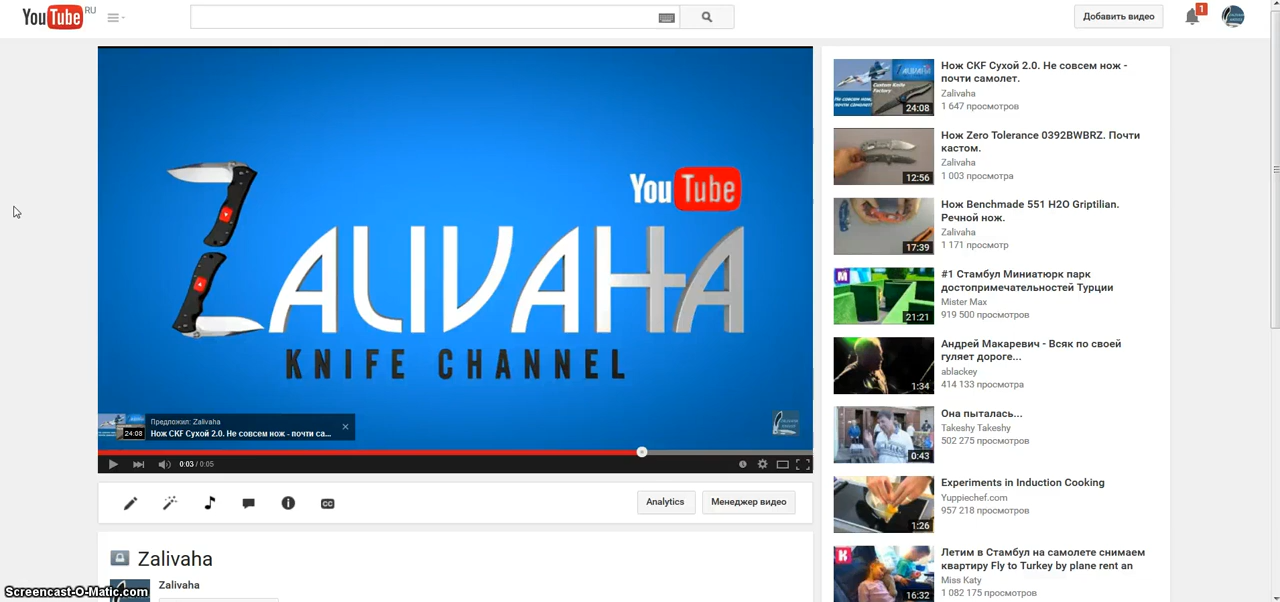 YouTube RU
Добавить видео
1
YouTube
ZALIVAHA
KNIFE CHANNEL
24:08
Предложил: Zalivaha
Нож CKF Сухой 2.0. Не совсем нож - почти са...
0:03 / 0:05
cc
Analytics
Менеджер видео
Zalivaha
Zalivaha
ZALIVAHA
Custom Knife
Factory
24:08
Нож CKF Сухой 2.0. Не совсем нож -
почти самолет.
Zalivaha
1 647 просмотров
12:56
Нож Zero Tolerance 0392BWBRZ. Почти
кастом.
Zalivaha
1 003 просмотра
17:39
Нож Benchmade 551 H2O Griptilian.
Речной нож.
Zalivaha
1 171 просмотр
M
21:21
#1 Стамбул Миниатюрк парк
достопримечательностей Турции
Mister Max
919 500 просмотров
1:34
Андрей Макаревич - Всяк по своей
гуляет дороге...
ablackey
414 133 просмотра
0:43
Она пыталась...
Takeshy Takeshy
502 275 просмотров
1:26
Experiments in Induction Cooking
Yuppiechef.com
957 218 просмотров
K
16:32
Летим в Стамбул на самолете снимаем
квартиру Fly to Turkey by plane rent an
Miss Katy
1 082 175 просмотров
Screencast-O-Matic.com